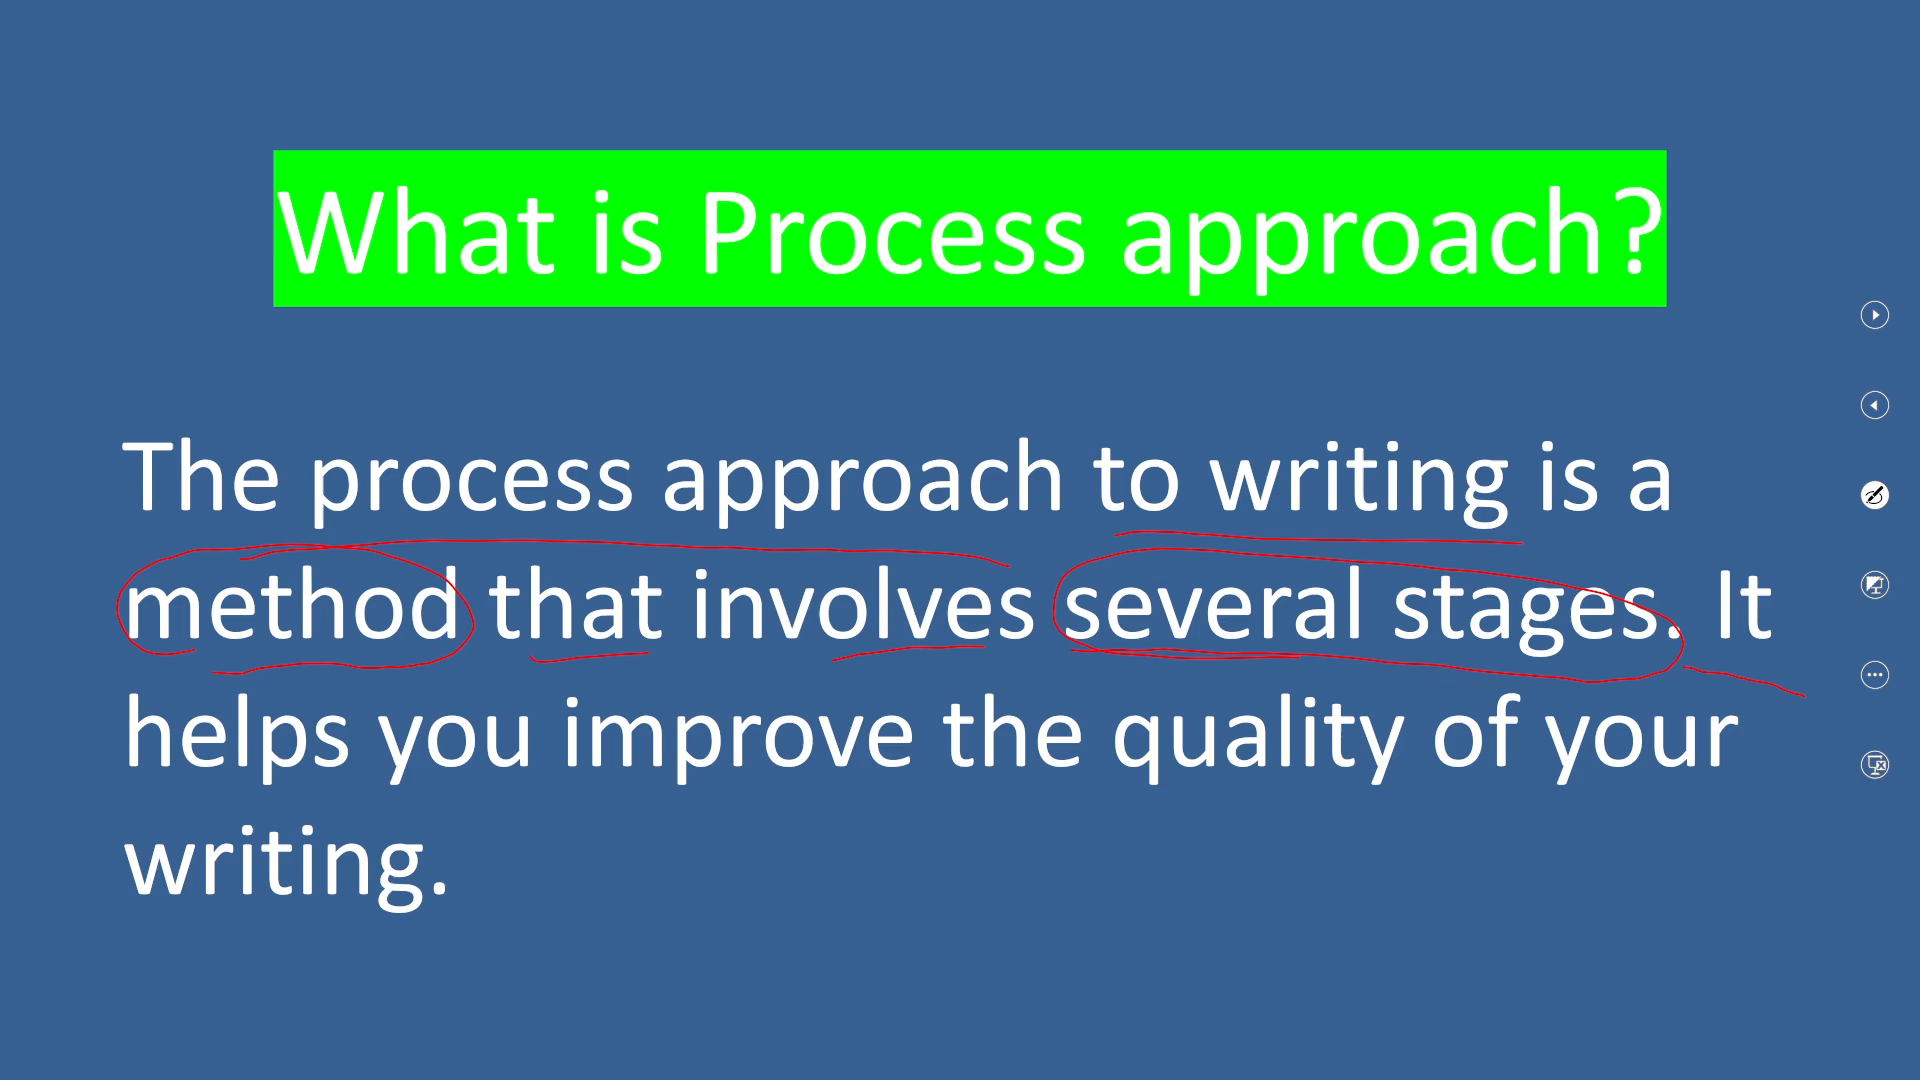 What is Process approach?
The process approach to writing is a
method that involves several stages. It
helps you improve the quality of your
writing.